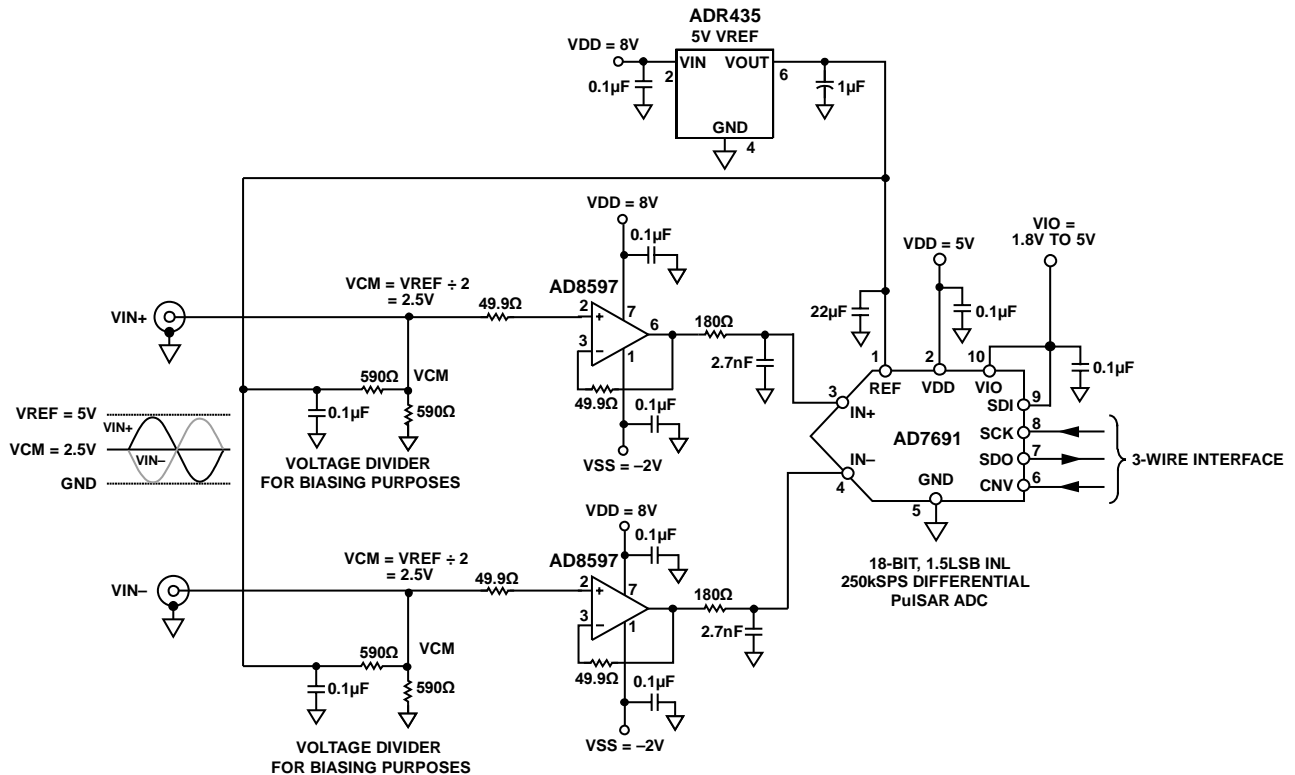 ADR435
5V VREF
VDD = 8V
VIN
VOUT
2
6
0.1µF
1µF
GND
4
VDD = 8V
0.1µF
VIO =
1.8V TO 5V
VDD = 5V
VCM = VREF ÷ 2
= 2.5V
AD8597
49.9Ω
VIN+
2
+
7
6
3
–
1
180Ω
2.7nF
22µF
0.1µF
0.1µF
1
2
10
REF
VDD
VIO
590Ω
VCM
0.1µF
590Ω
49.9Ω
0.1µF
VSS = –2V
3
IN+
SDI
9
AD7691
SCK
8
SDO
7
CNV
6
3-WIRE INTERFACE
IN–
4
GND
5
VREF = 5V
VIN+
VCM = 2.5V
VIN–
GND
VOLTAGE DIVIDER
FOR BIASING PURPOSES
VDD = 8V
0.1µF
18-BIT, 1.5LSB INL
250kSPS DIFFERENTIAL
PulSAR ADC
VCM = VREF ÷ 2
= 2.5V
AD8597
49.9Ω
VIN–
2
+
7
3
–
1
180Ω
2.7nF
590Ω
VCM
0.1µF
590Ω
49.9Ω
0.1µF
VSS = –2V
VOLTAGE DIVIDER
FOR BIASING PURPOSES